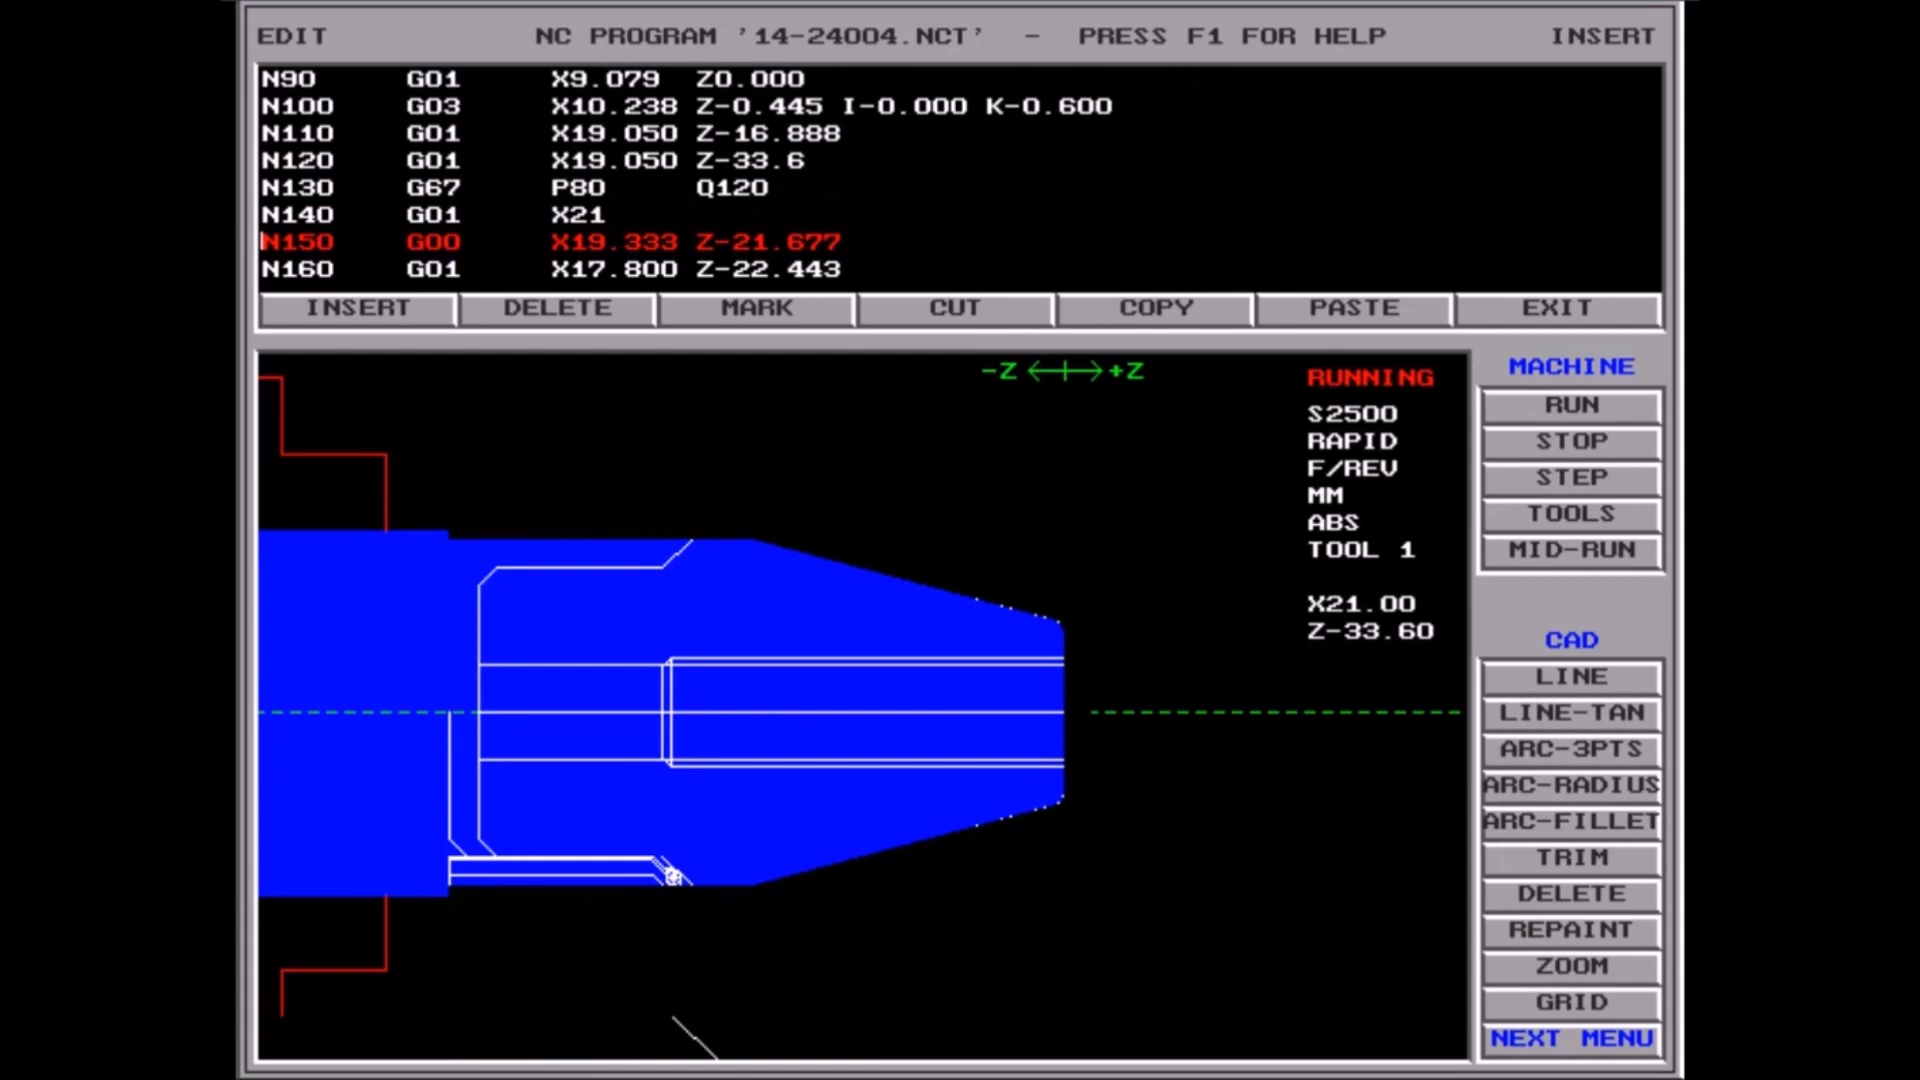 EDIT NC PROGRAM '14-24004.NCT' - PRESS F1 FOR HELP INSERT
N90 G01 X9.079 Z0.000
N100 G03 X10.238 Z-0.445 I-0.000 K-0.600
N110 G01 X19.050 Z-16.888
N120 G01 X19.050 Z-33.6
N130 G67 P80 Q120
N140 G01 X21
N150 G00 X19.333 Z-21.677
N160 G01 X17.800 Z-22.443
INSERT DELETE MARK CUT COPY PASTE EXIT
-Z +Z
RUNNING
S2500
RAPID
F/REV
MM
ABS
TOOL 1
X21.00
Z-33.60
MACHINE
RUN
STOP
STEP
TOOLS
MID-RUN
CAD
LINE
LINE-TAN
ARC-3PTS
ARC-RADIUS
ARC-FILLET
TRIM
DELETE
REPAINT
ZOOM
GRID
NEXT MENU